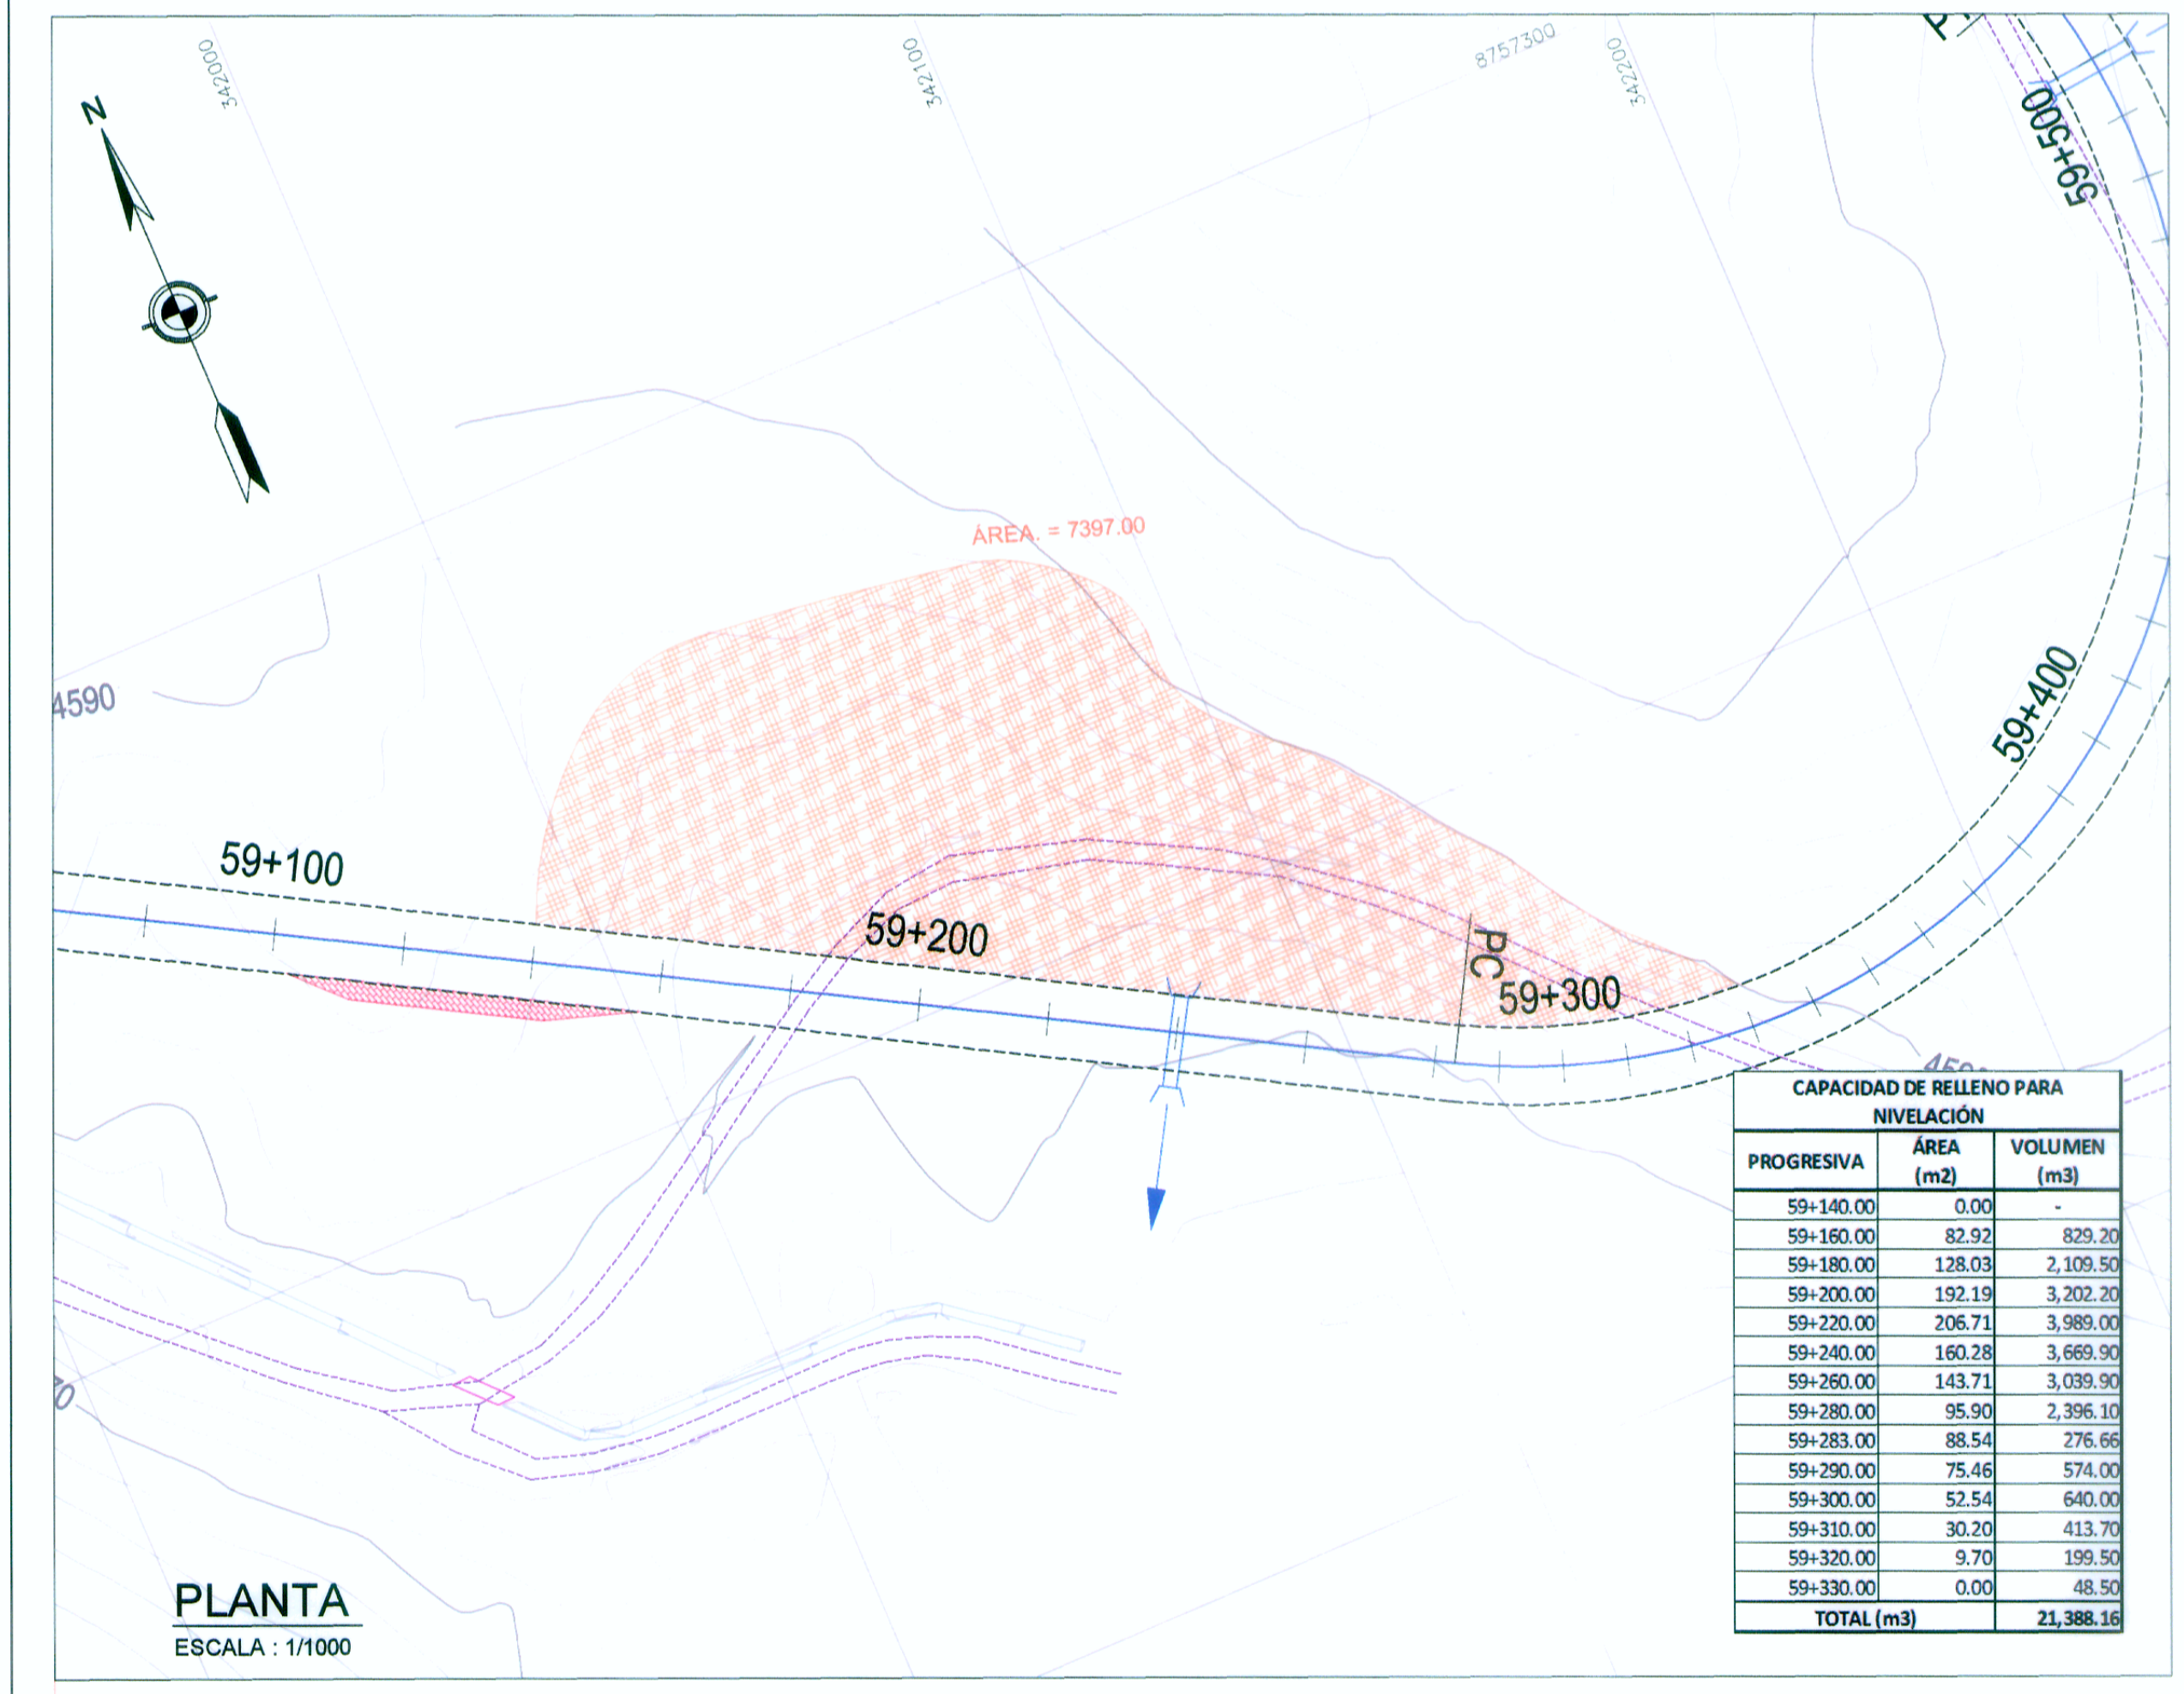 342000
342100
8757300
342200
N
59+500
ÁREA. = 7397.00
4590
59+400
59+100
59+200
PC
59+300
CAPACIDAD DE RELLENO PARA
NIVELACIÓN
PROGRESIVA ÁREA (m2) VOLUMEN (m3)
59+140.00 0.00 -
59+160.00 82.92 829.20
59+180.00 128.03 2,109.50
59+200.00 192.19 3,202.20
59+220.00 206.71 3,989.00
59+240.00 160.28 3,669.90
59+260.00 143.71 3,039.90
59+280.00 95.90 2,396.10
59+283.00 88.54 276.66
59+290.00 75.46 574.00
59+300.00 52.54 640.00
59+310.00 30.20 413.70
59+320.00 9.70 199.50
59+330.00 0.00 48.50
TOTAL (m3) 21,388.16
PLANTA
ESCALA : 1/1000